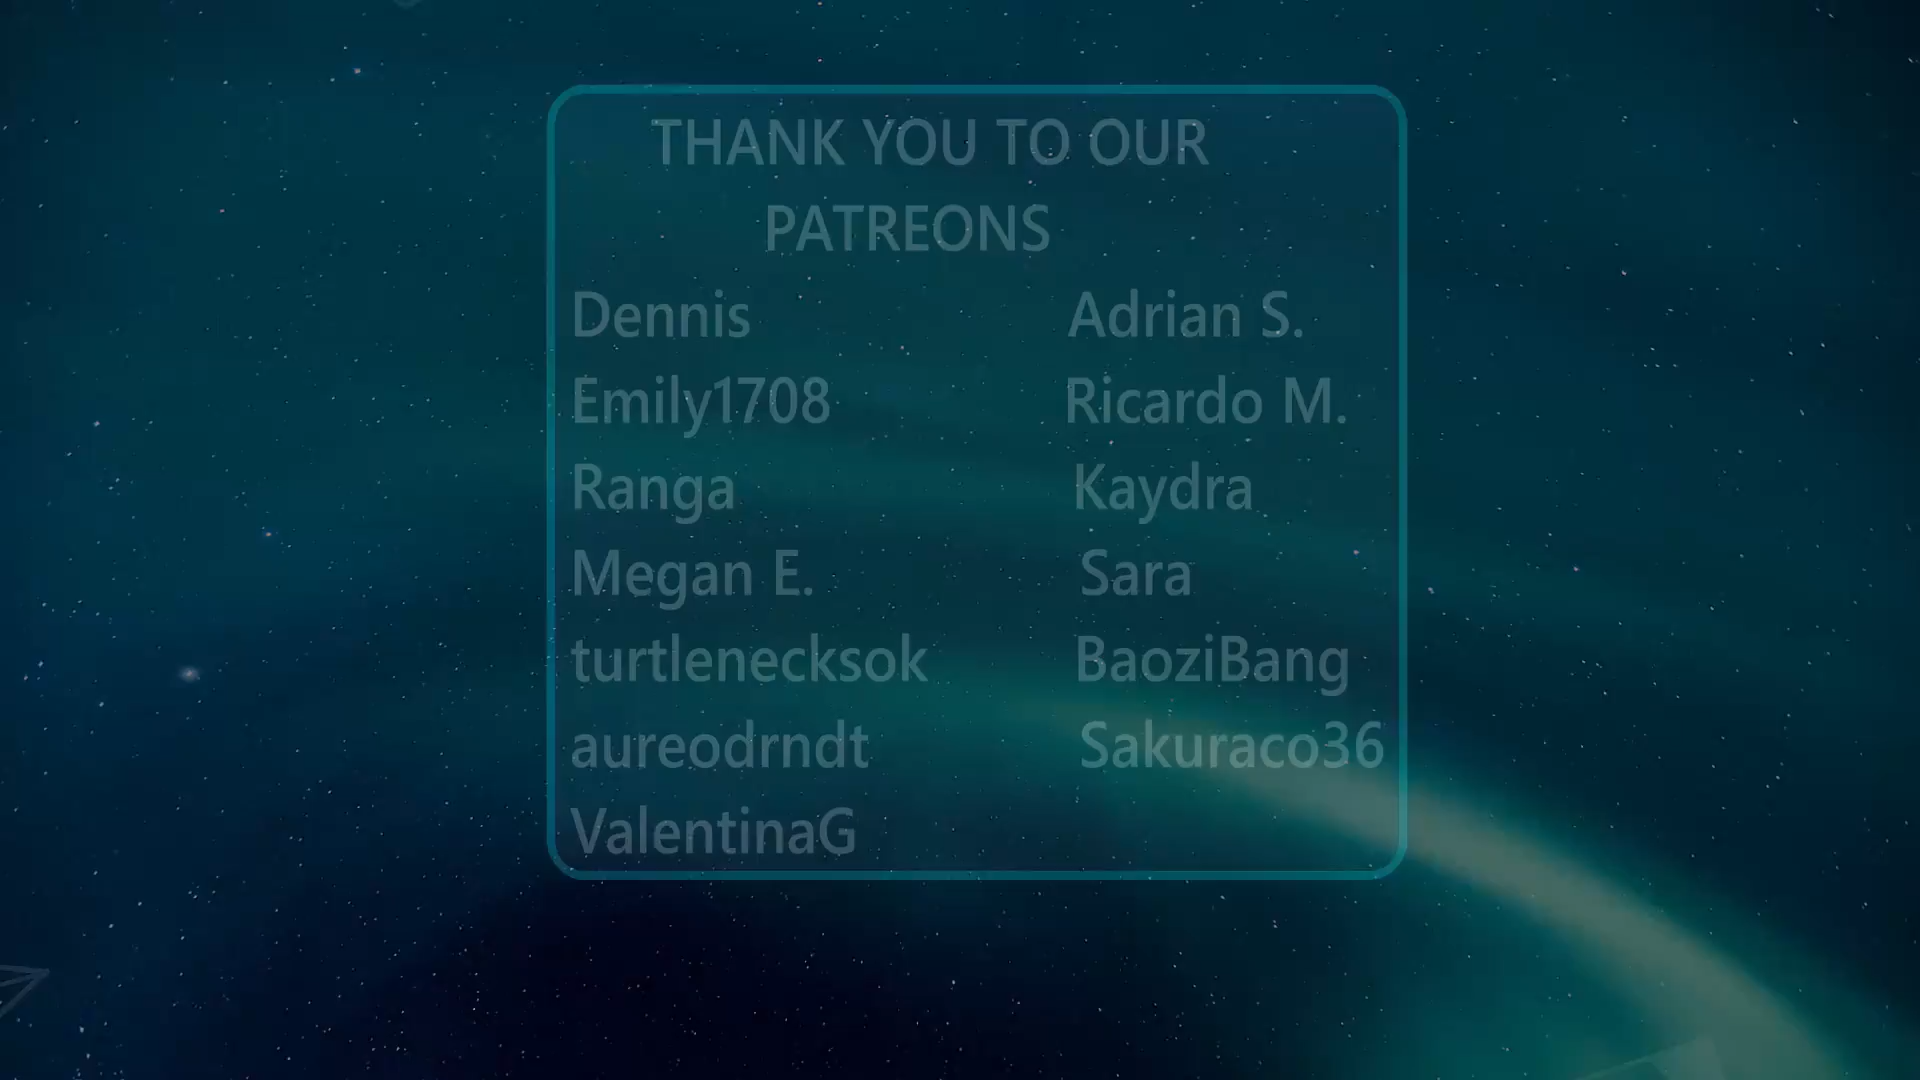 THANK YOU TO OUR
PATREONS
Dennis Adrian S.
Emily1708 Ricardo M.
Ranga Kaydra
Megan E. Sara
turtlenecksok BaoziBang
aureodrndt Sakuraco36
ValentinaG